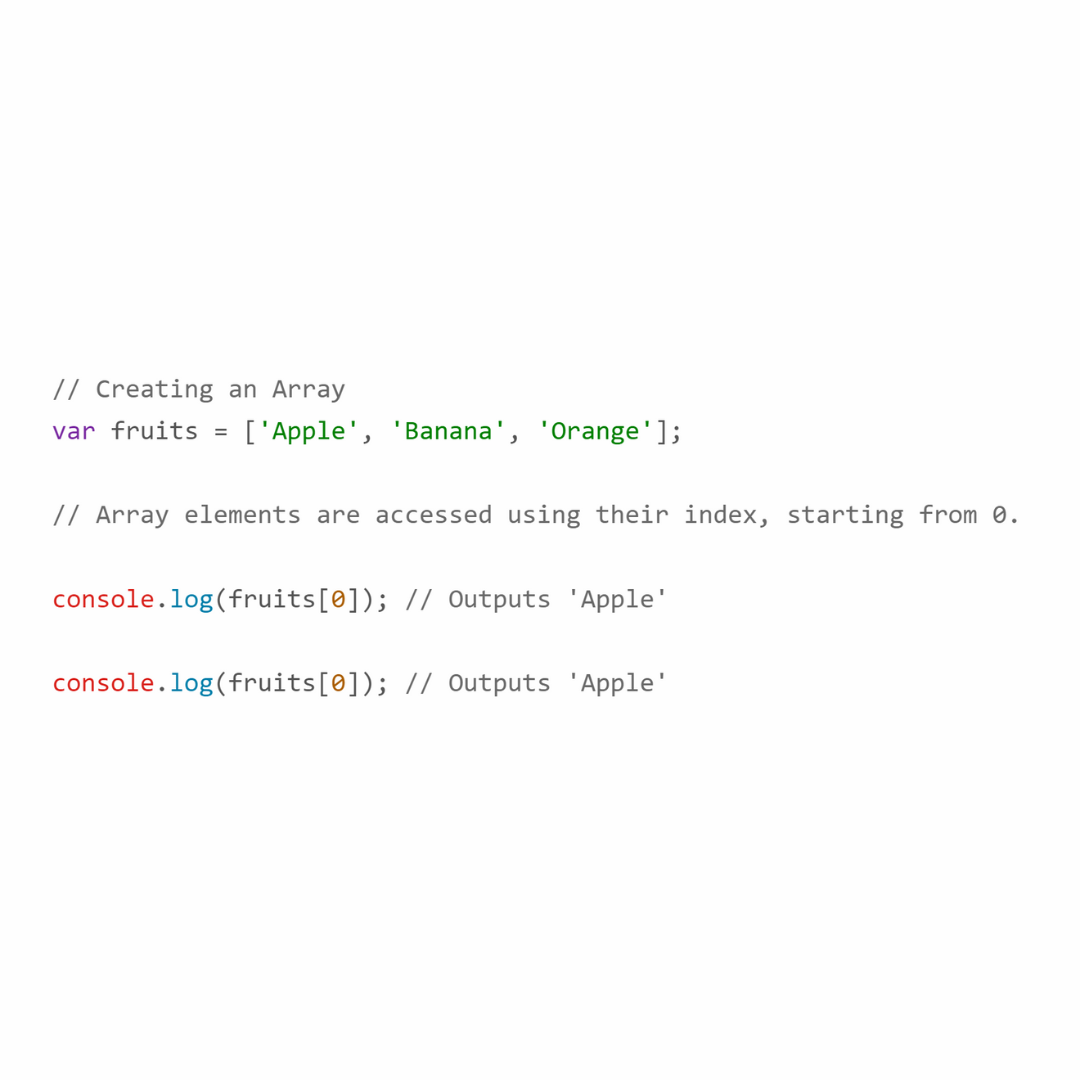 // Creating an Array
var fruits = ['Apple', 'Banana', 'Orange'];
// Array elements are accessed using their index, starting from 0.
console.log(fruits[0]); // Outputs 'Apple'
console.log(fruits[0]); // Outputs 'Apple'